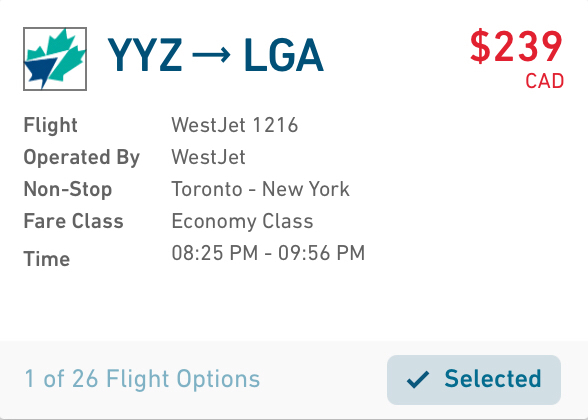 YYZ → LGA
$239
CAD
Flight WestJet 1216
Operated By WestJet
Non-Stop Toronto - New York
Fare Class Economy Class
Time 08:25 PM - 09:56 PM
1 of 26 Flight Options
Selected